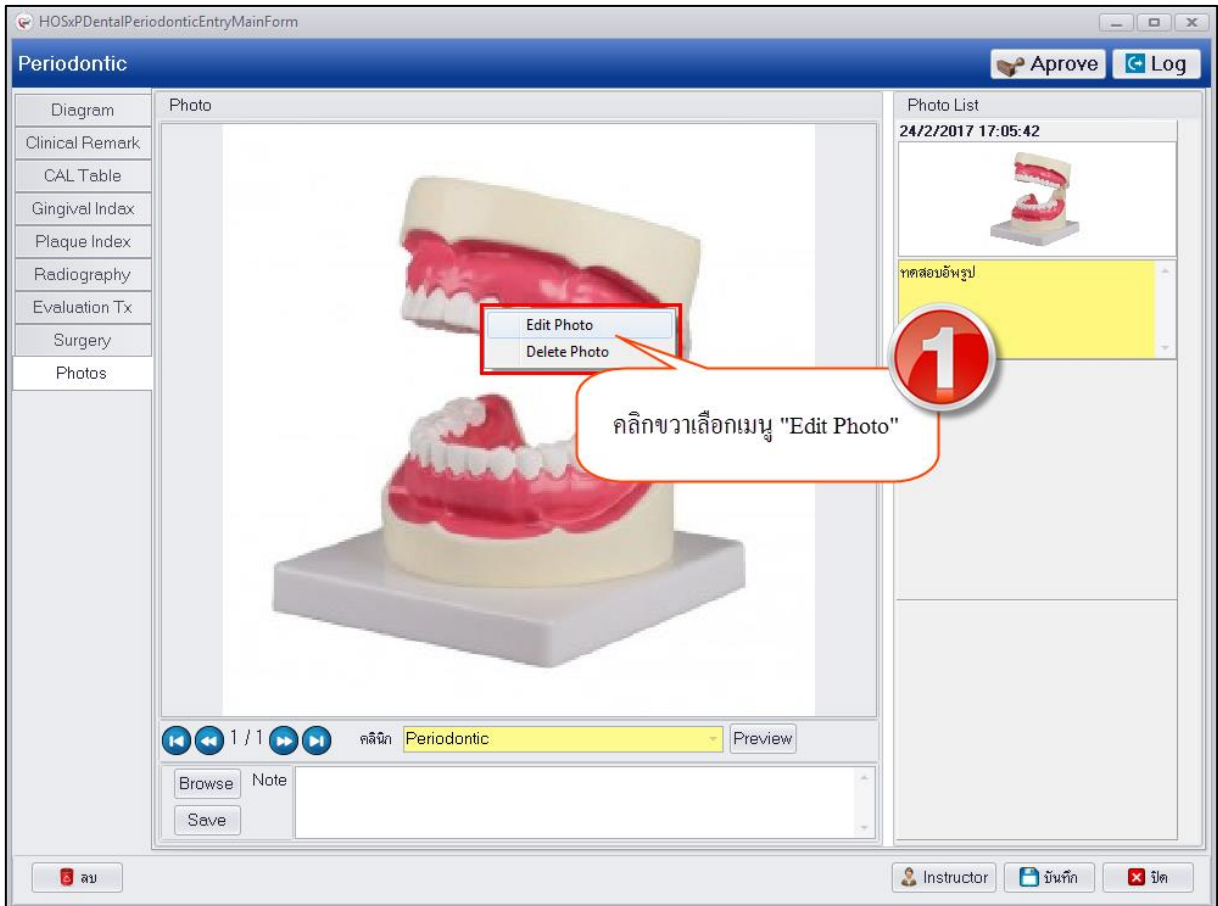 HOSxPDentalPeriodonticEntryMainForm
Periodontic
Aprove
Log
Diagram
Clinical Remark
CAL Table
Gingival Indax
Plaque Index
Radiography
Evaluation Tx
Surgery
Photos
Photo
Edit Photo
Delete Photo
คลิกขวาเลือกเมนู "Edit Photo"
1
Photo List
24/2/2017 17:05:42
ทดสอบอัพรูป
1 / 1
คลินิก
Periodontic
Preview
Browse
Note
Save
ลบ
Instructor
บันทึก
ปิด